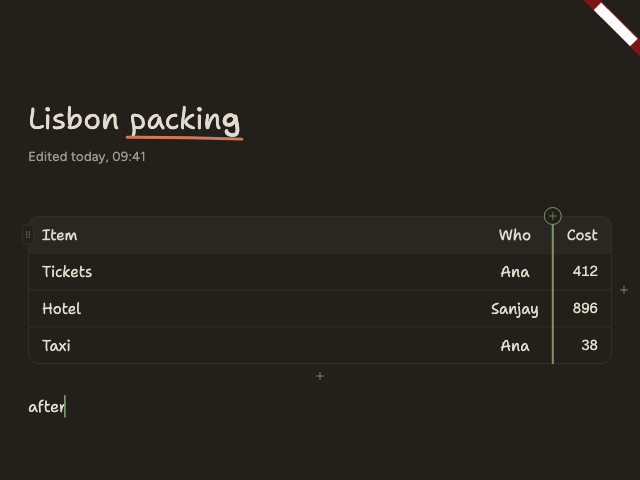 Lisbon packing
Edited today, 09:41
Item Who Cost
Tickets Ana 412
Hotel Sanjay 896
Taxi Ana 38
after